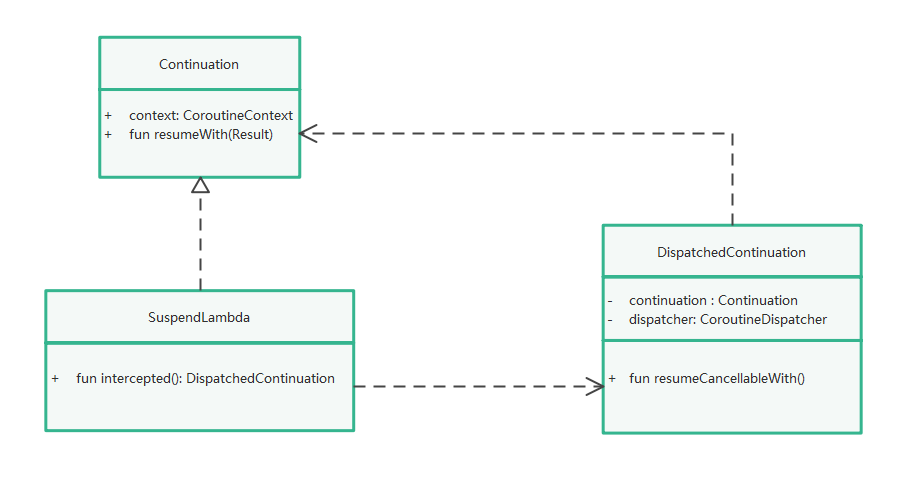 Continuation
+ context: CoroutineContext
+ fun resumeWith(Result)
DispatchedContinuation
- continuation : Continuation
- dispatcher: CoroutineDispatcher
+ fun resumeCancellableWith()
SuspendLambda
+ fun intercepted(): DispatchedContinuation